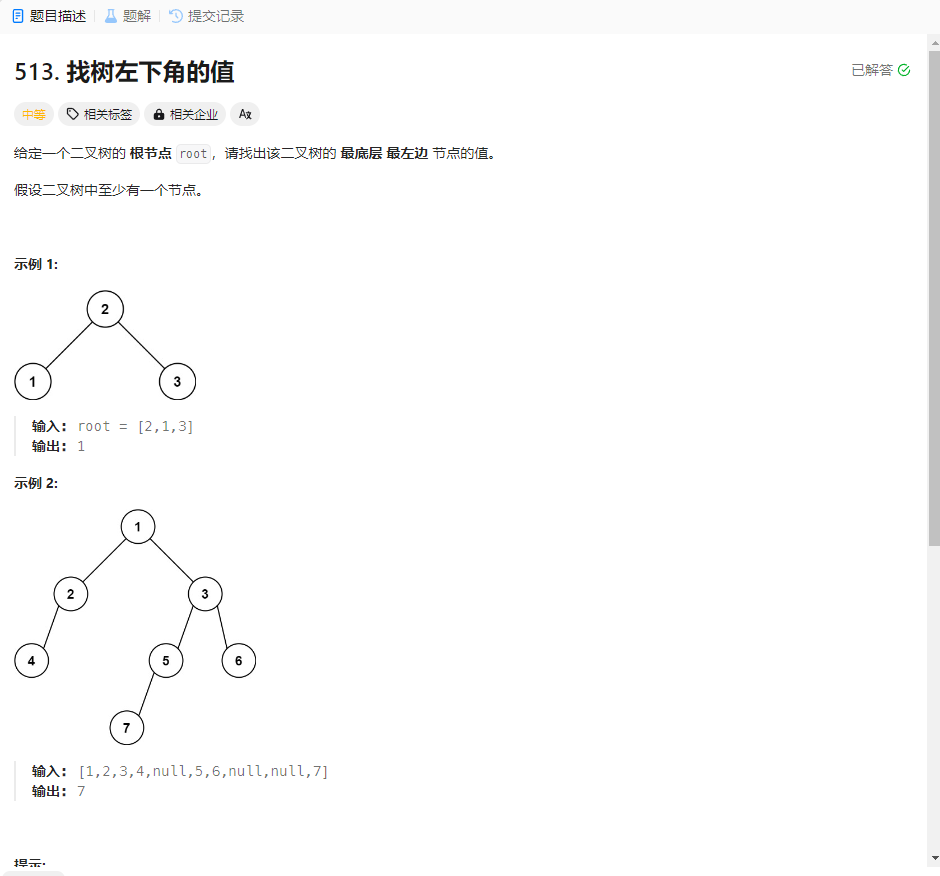 题目描述 题解 提交记录
513. 找树左下角的值
已解答
中等 相关标签 相关企业 Ax
给定一个二叉树的 根节点 root，请找出该二叉树的 最底层 最左边 节点的值。
假设二叉树中至少有一个节点。
示例 1:
2
1 3
输入: root = [2,1,3]
输出: 1
示例 2:
1
2 3
4 5 6
7
输入: [1,2,3,4,null,5,6,null,null,7]
输出: 7
提示: